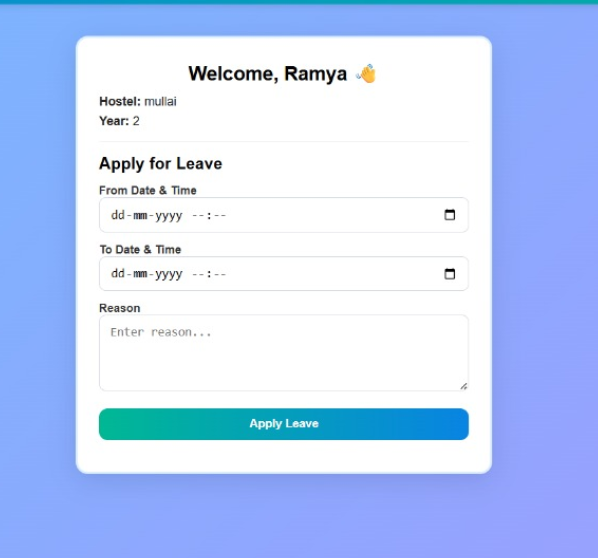 Welcome, Ramya 👋
Hostel: mullai
Year: 2
Apply for Leave
From Date & Time
dd-mm-yyyy --:--
To Date & Time
dd-mm-yyyy --:--
Reason
Enter reason...
Apply Leave